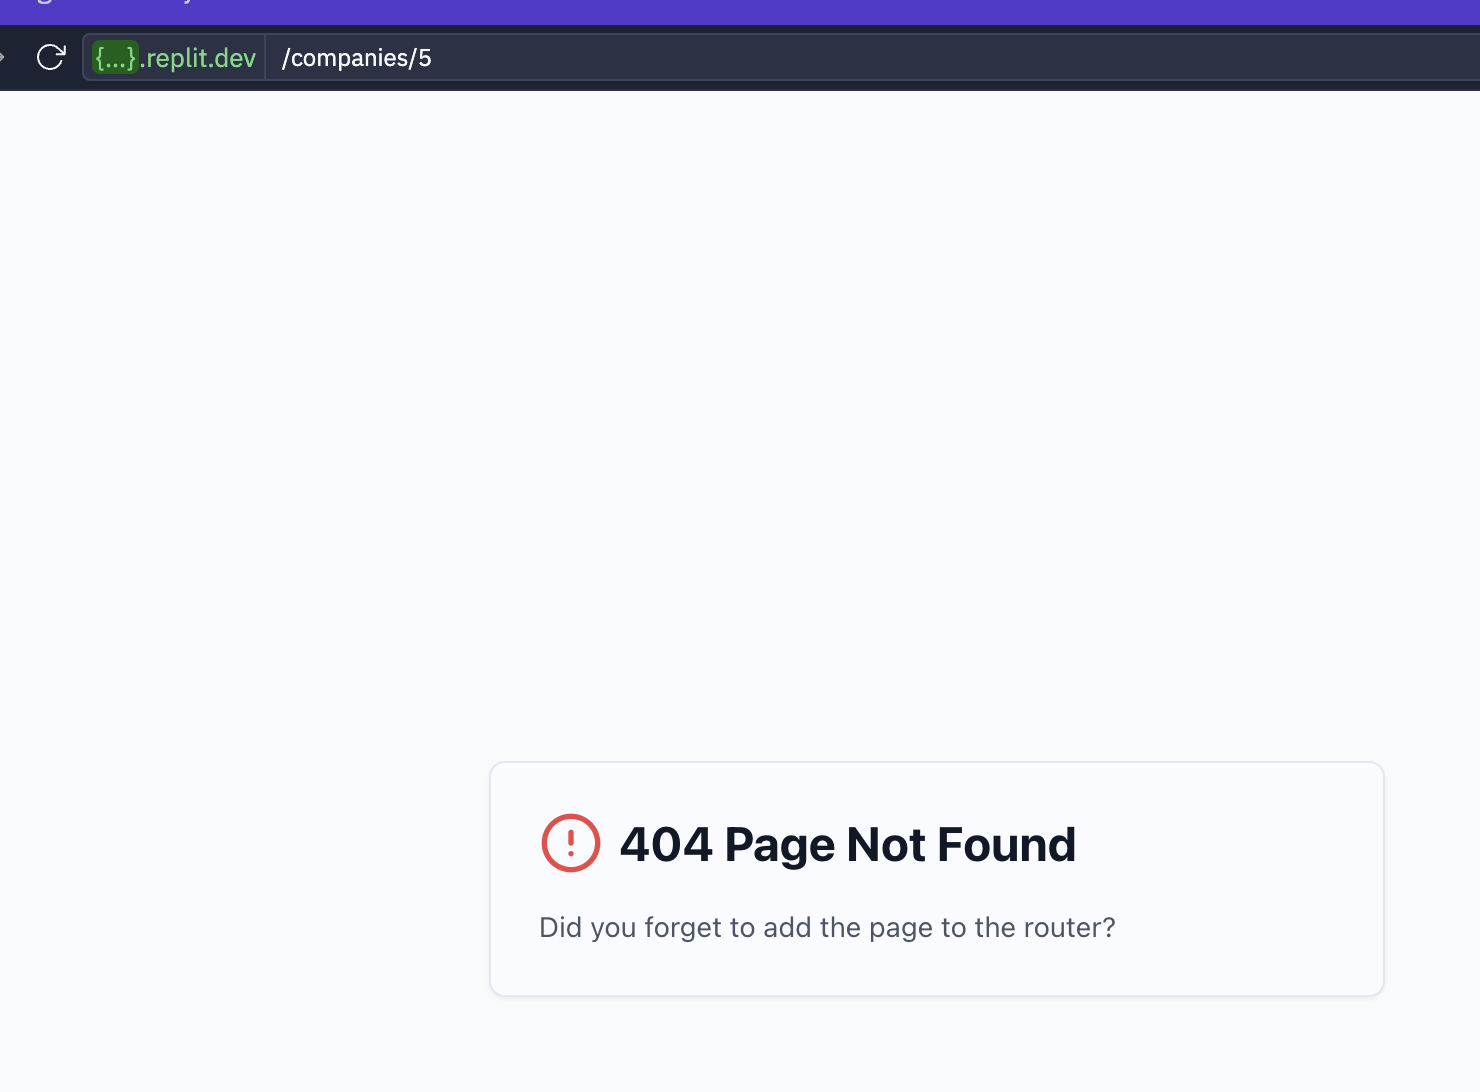 {...}.replit.dev /companies/5
404 Page Not Found
Did you forget to add the page to the router?